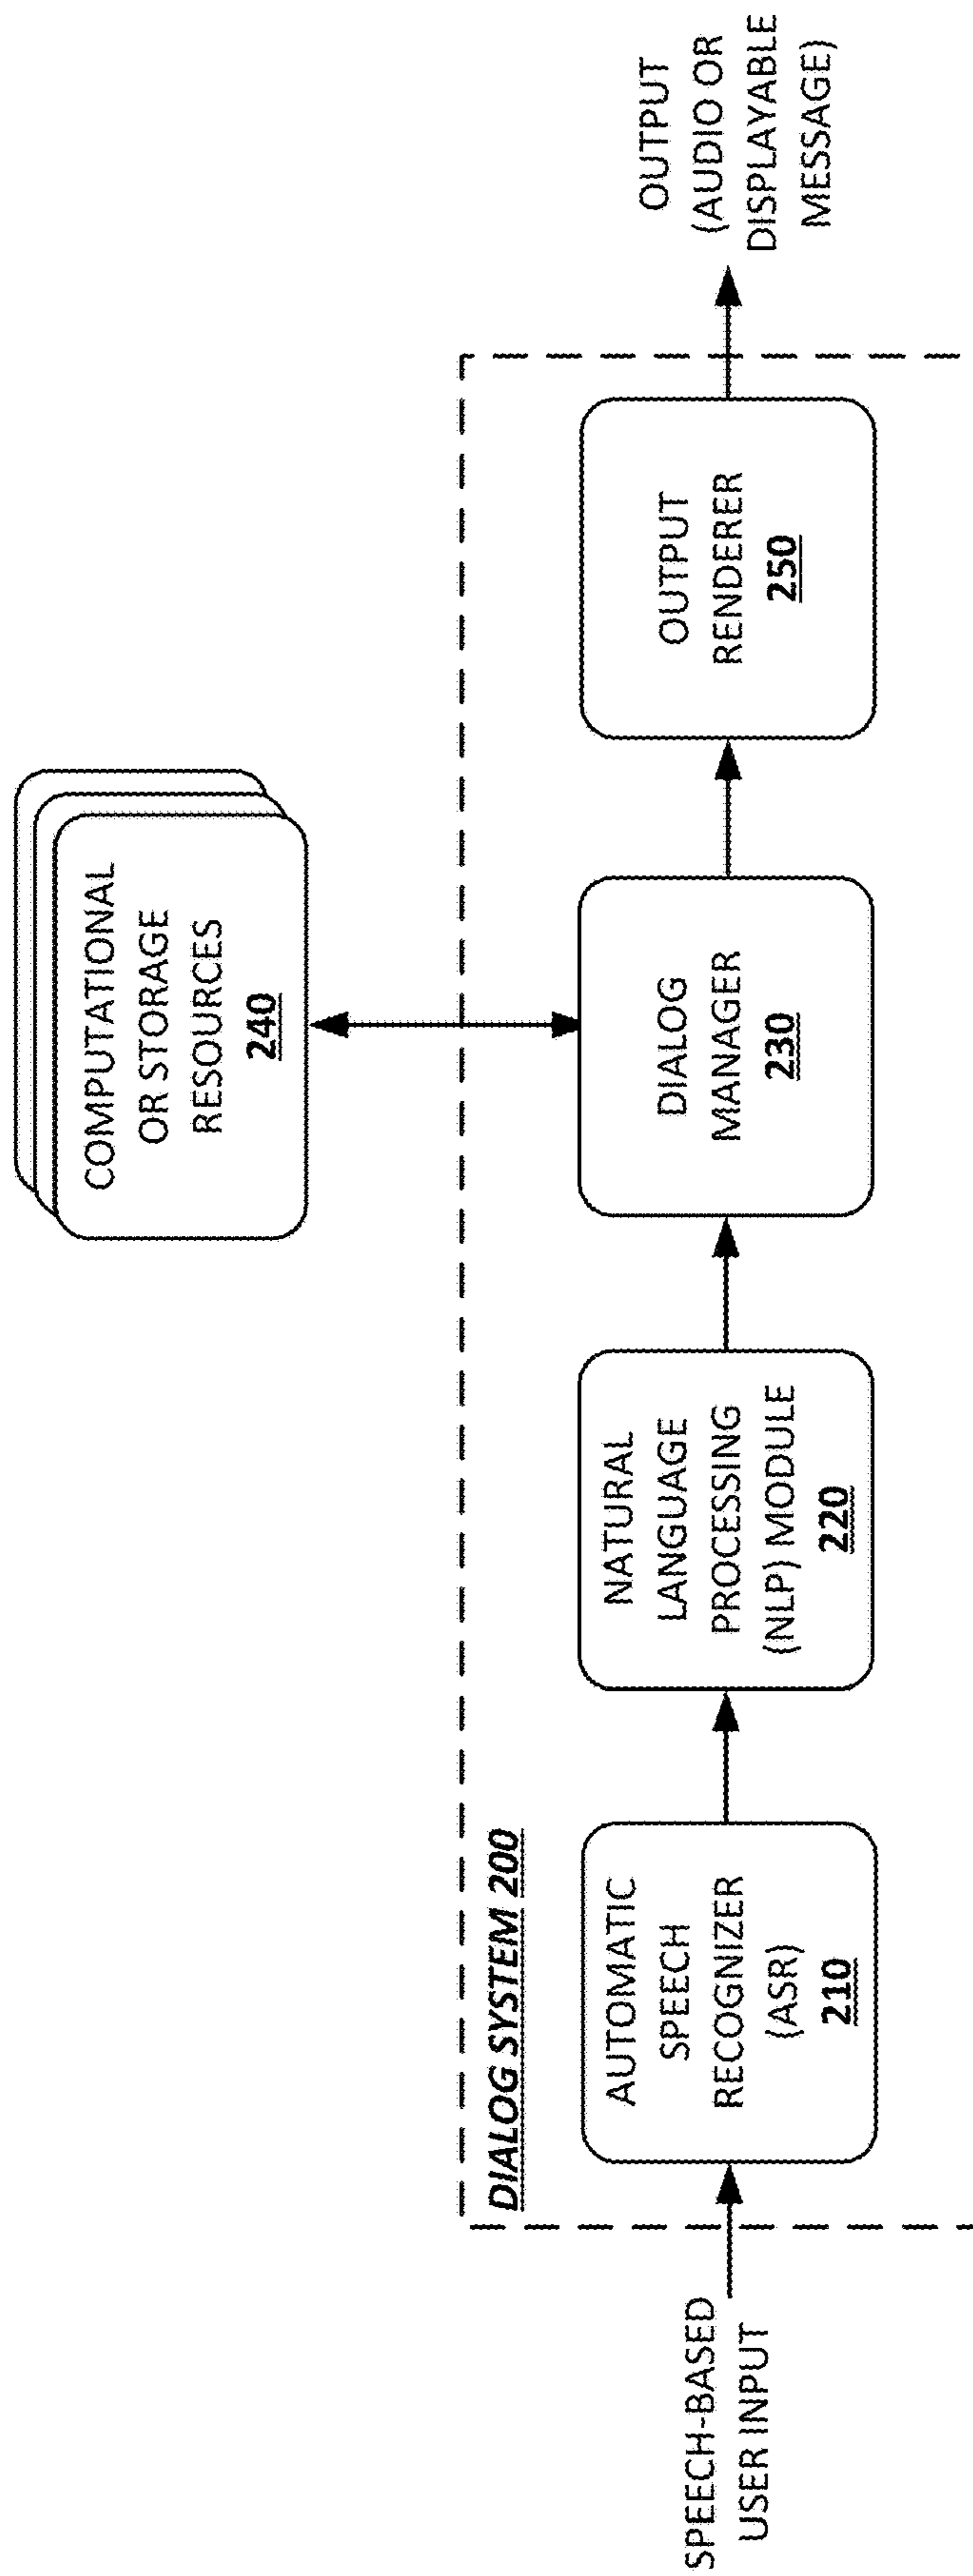 COMPUTATIONAL
OR STORAGE
RESOURCES
240
DIALOG SYSTEM 200
SPEECH-BASED
USER INPUT
AUTOMATIC
SPEECH
RECOGNIZER
(ASR)
210
NATURAL
LANGUAGE
PROCESSING
(NLP) MODULE
220
DIALOG
MANAGER
230
OUTPUT
RENDERER
250
OUTPUT
(AUDIO OR
DISPLAYABLE
MESSAGE)